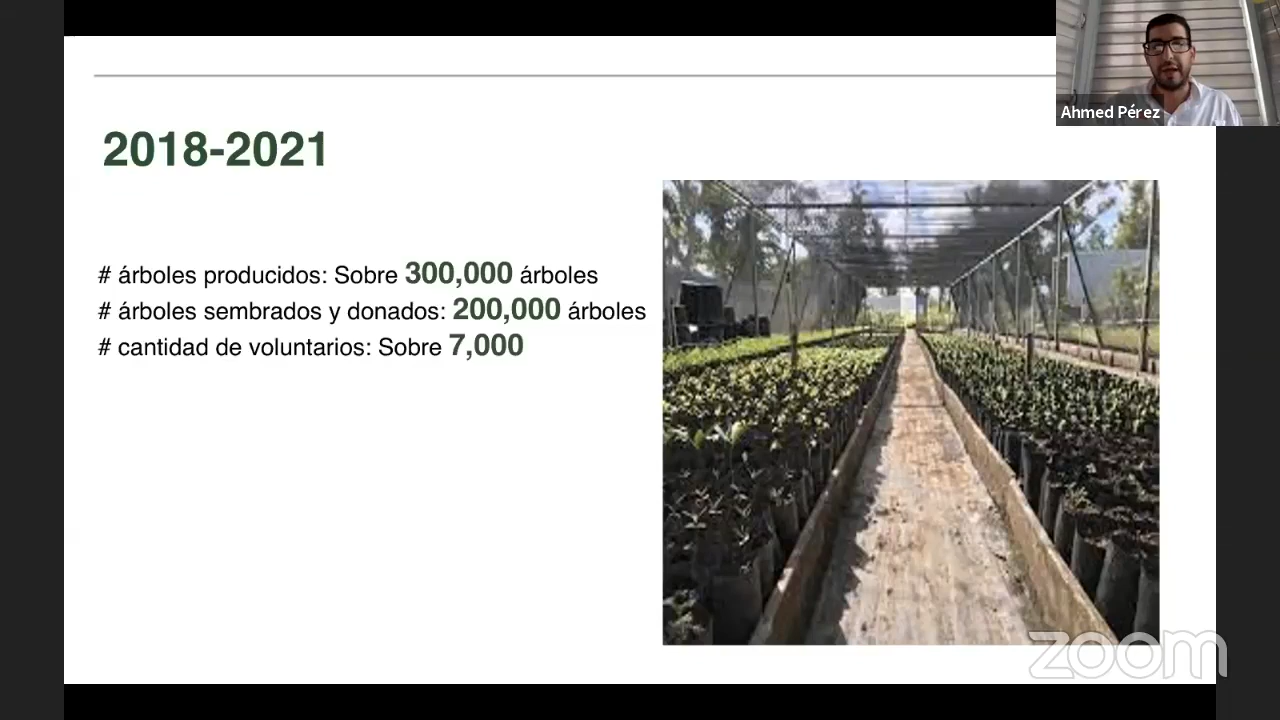 Ahmed Pérez
2018-2021
# árboles producidos: Sobre 300,000 árboles
# árboles sembrados y donados: 200,000 árboles
# cantidad de voluntarios: Sobre 7,000
zoom